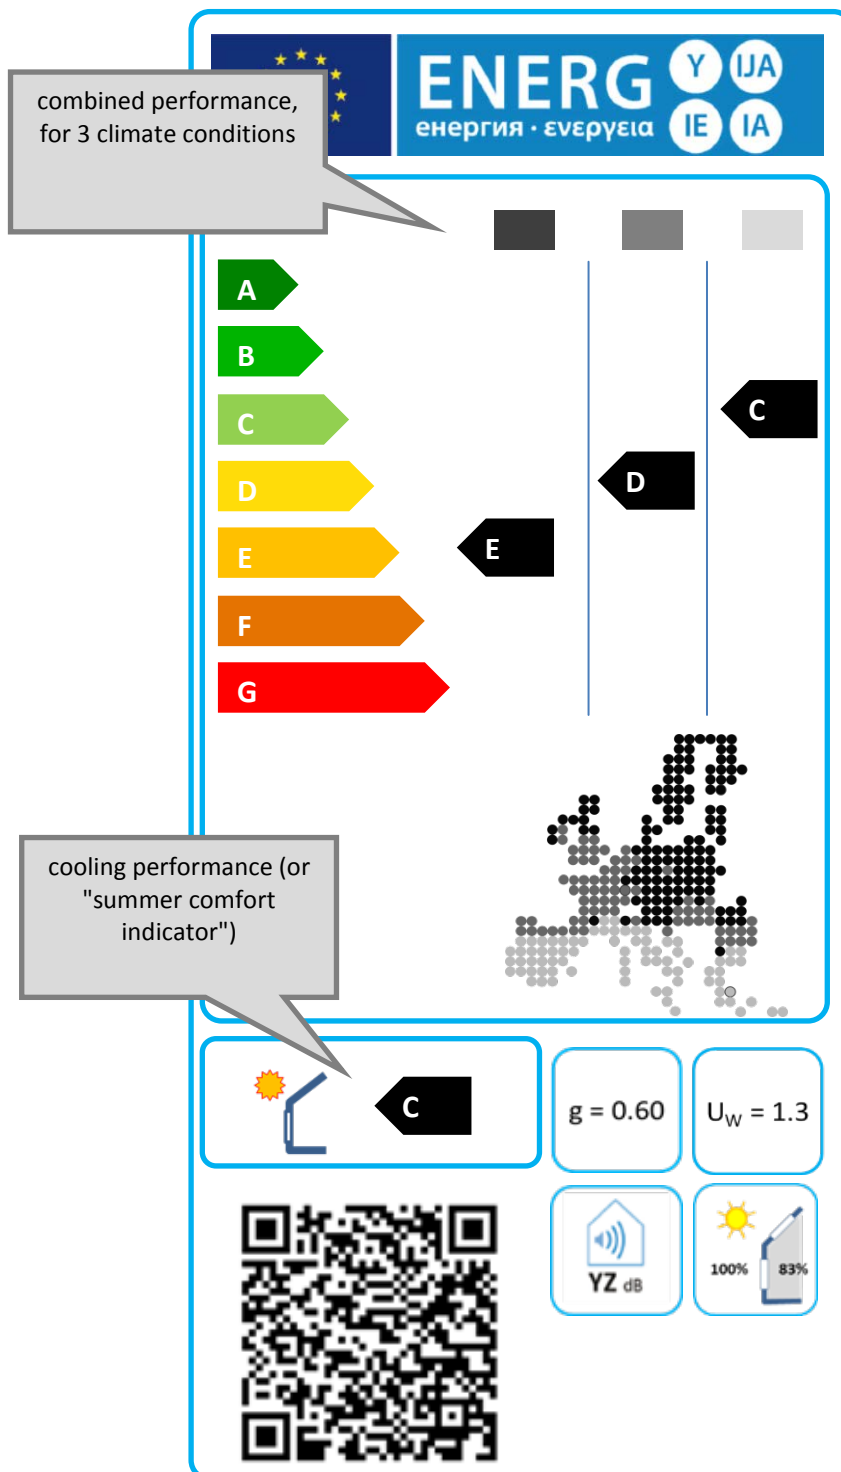 ENERG
Y IJA
енергия · ενεργεια
IE IA
combined performance,
for 3 climate conditions
A
B
C
C
D
D
E
E
F
G
cooling performance (or
"summer comfort
indicator")
C
g = 0.60
U_W = 1.3
YZ dB
100% 83%